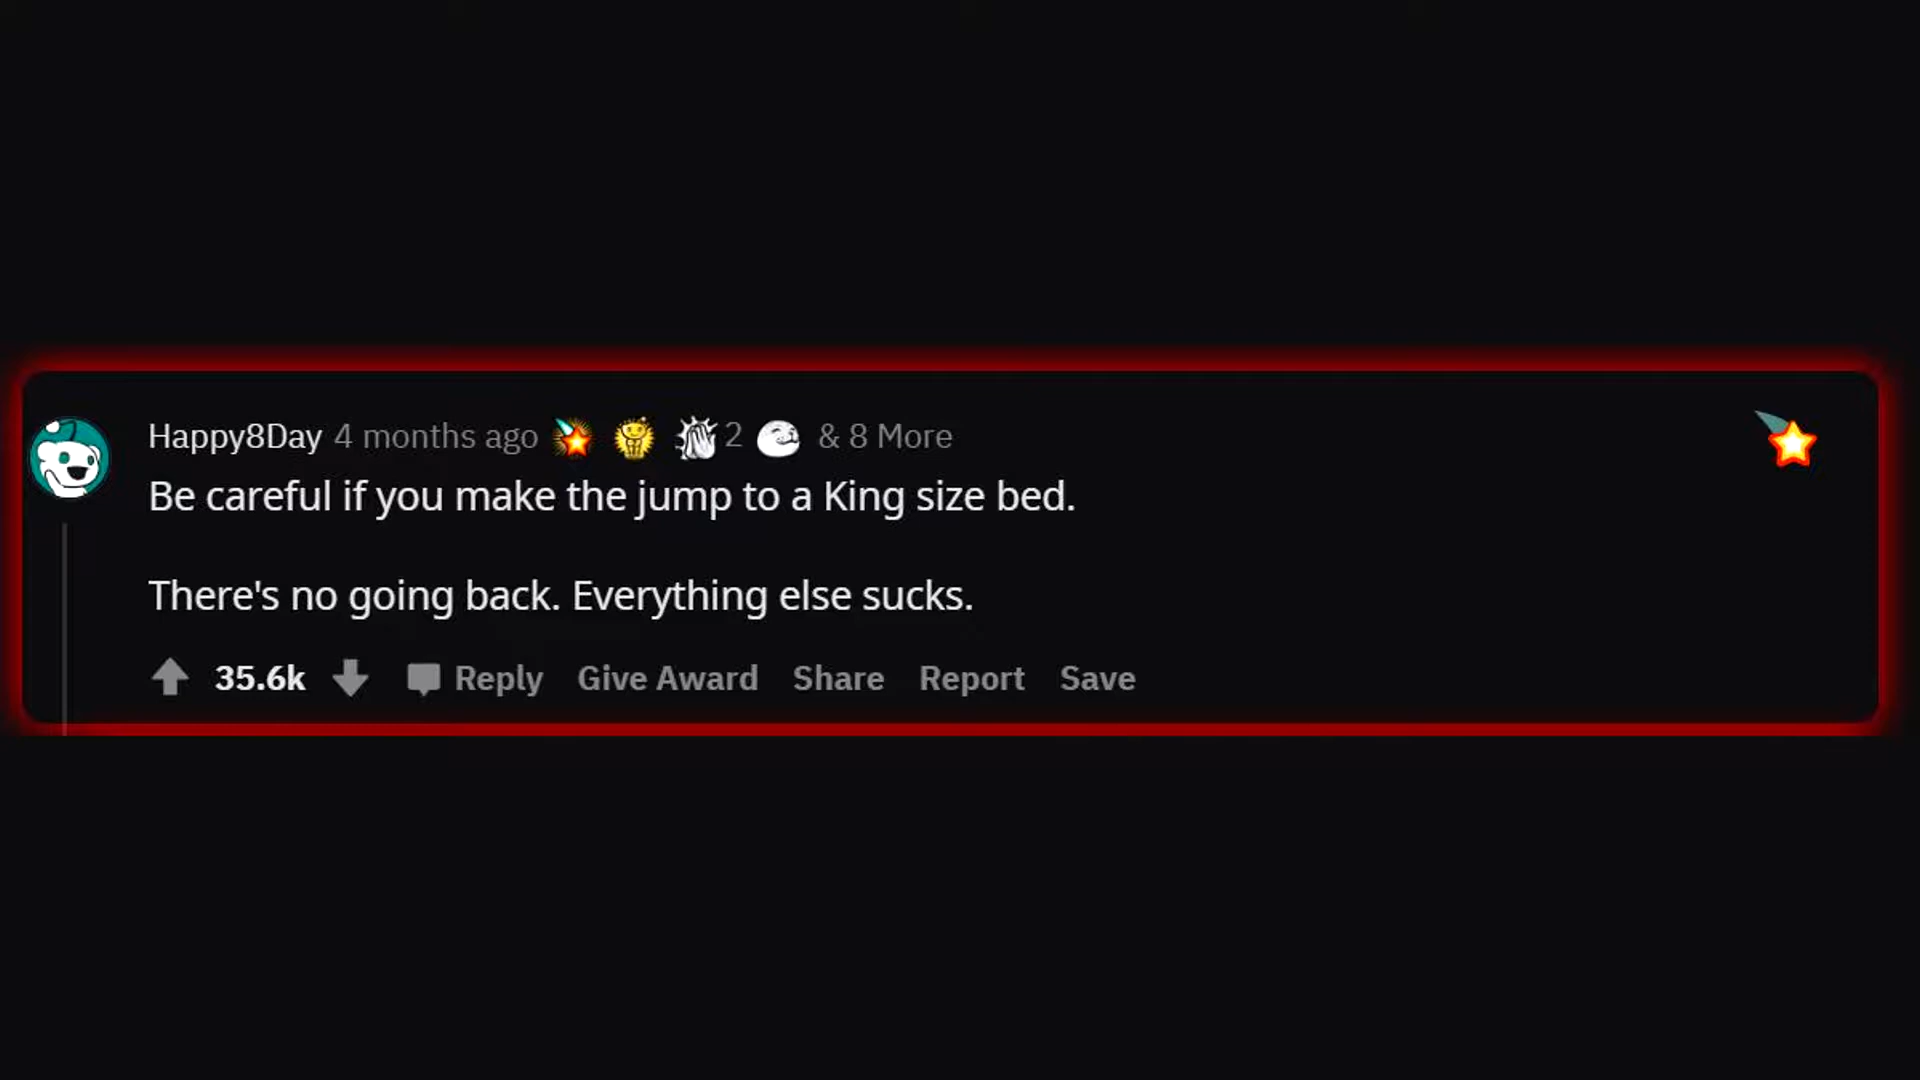 Happy8Day 4 months ago 2 & 8 More
Be careful if you make the jump to a King size bed.
There's no going back. Everything else sucks.
35.6k Reply Give Award Share Report Save